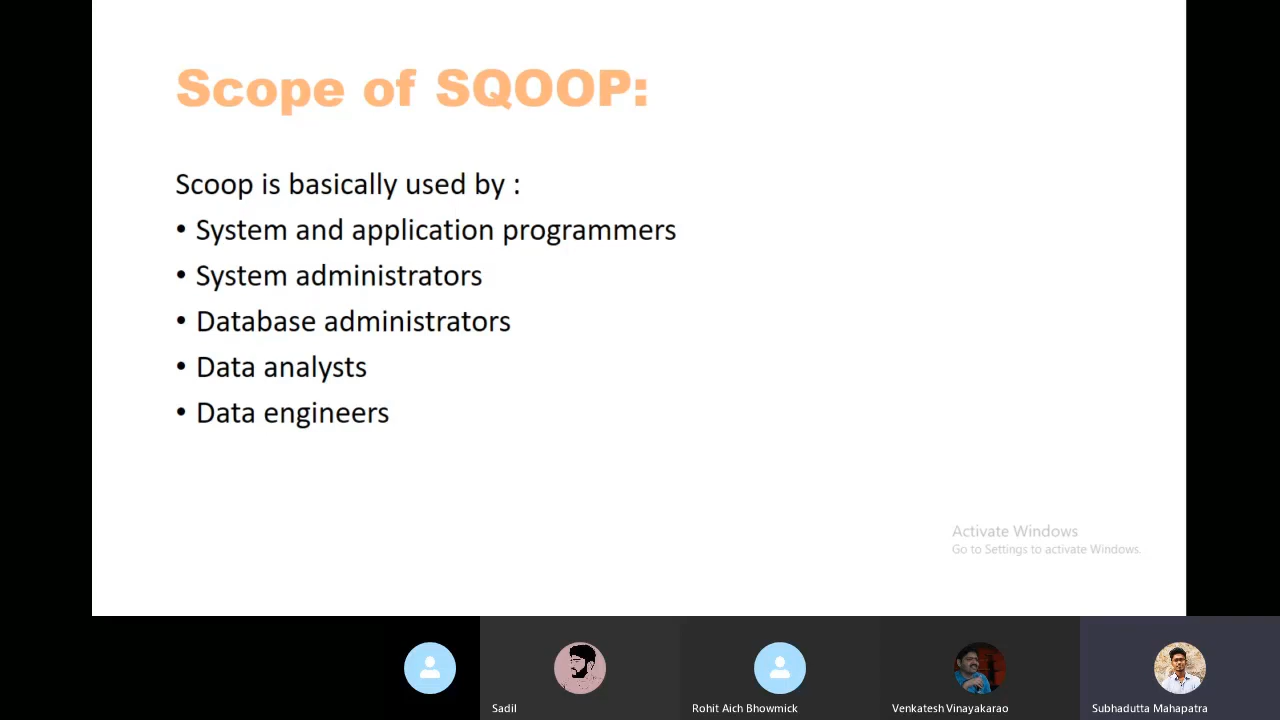 Scope of SQOOP:
Scoop is basically used by :
• System and application programmers
• System administrators
• Database administrators
• Data analysts
• Data engineers
Activate Windows
Go to Settings to activate Windows.
Sadil
Rohit Aich Bhowmick
Venkatesh Vinayakarao
Subhadutta Mahapatra